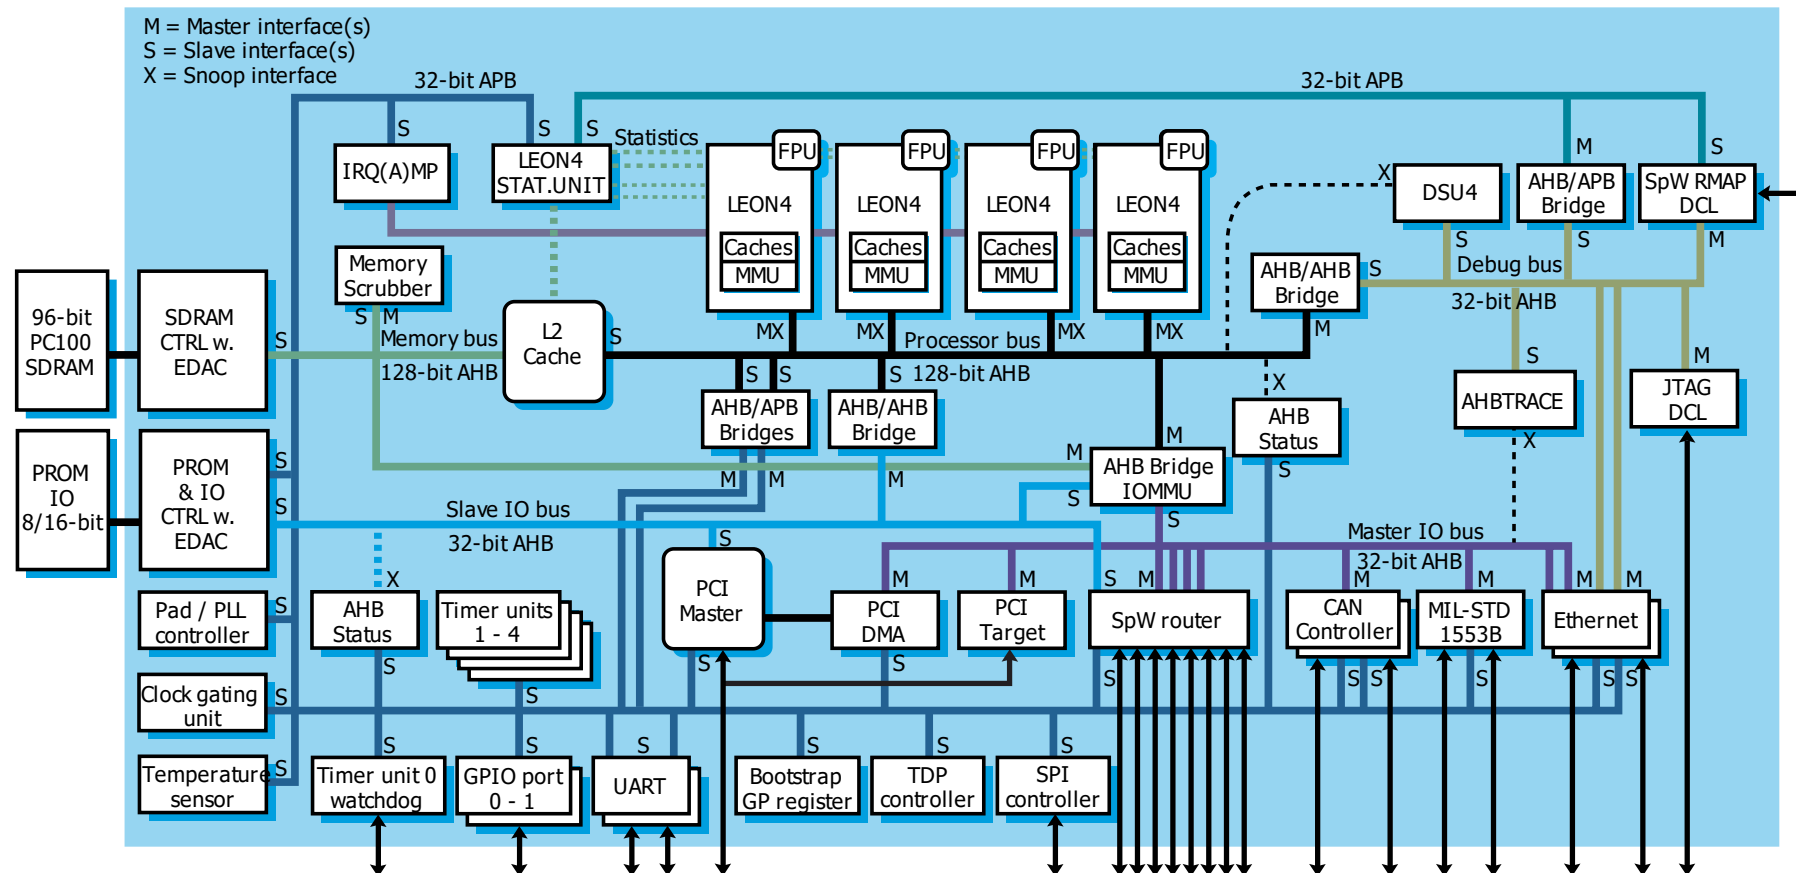 M = Master interface(s)
S = Slave interface(s)
X = Snoop interface
32-bit APB
32-bit APB
S
S
S
Statistics
FPU
FPU
FPU
FPU
M
S
IRQ(A)MP
LEON4
STAT.UNIT
LEON4
LEON4
LEON4
LEON4
X
DSU4
AHB/APB
Bridge
SpW RMAP
DCL
Caches
MMU
Caches
MMU
Caches
MMU
Caches
MMU
S
S
M
Memory
Scrubber
S
M
AHB/AHB
Bridge
S
M
Debug bus
32-bit AHB
96-bit
PC100
SDRAM
SDRAM
CTRL w.
EDAC
S
Memory bus
128-bit AHB
L2
Cache
S
MX
MX
MX
MX
Processor bus
128-bit AHB
S
S
S
X
S
M
AHB/APB
Bridges
AHB/AHB
Bridge
AHB
Status
AHBTRACE
JTAG
DCL
PROM
IO
8/16-bit
PROM
& IO
CTRL w.
EDAC
S
S
M
M
M
M
M
AHB Bridge
IOMMU
S
S
S
X
Slave IO bus
32-bit AHB
Master IO bus
32-bit AHB
S
X
M
M
S
M
M
M
M
M
Pad / PLL
controller
S
AHB
Status
Timer units
1 - 4
PCI
Master
PCI
DMA
PCI
Target
SpW router
CAN
Controller
MIL-STD
1553B
Ethernet
S
S
S
S
S
S
S
S
S
S
Clock gating
unit
S
Temperature
sensor
S
S
S
S
S
S
S
Timer unit 0
watchdog
GPIO port
0 - 1
UART
Bootstrap
GP register
TDP
controller
SPI
controller